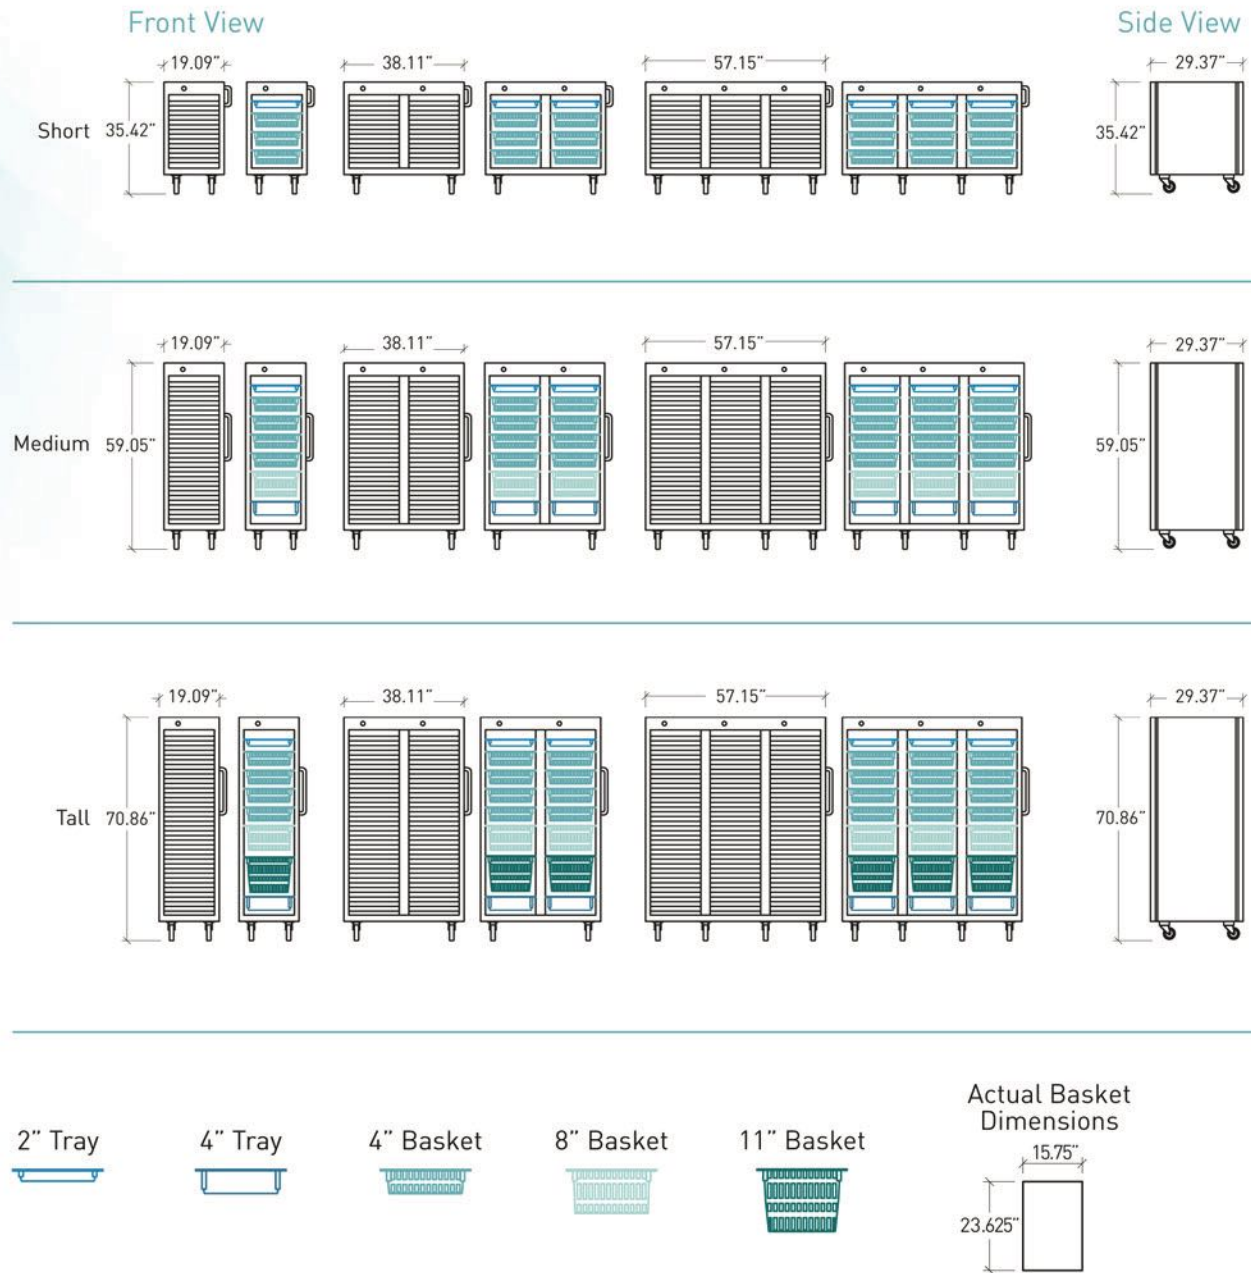 Front View
Side View
19.09"
38.11"
57.15"
29.37"
Short
35.42"
35.42"
19.09"
38.11"
57.15"
29.37"
Medium
59.05"
59.05"
19.09"
38.11"
57.15"
29.37"
Tall
70.86"
70.86"
2" Tray
4" Tray
4" Basket
8" Basket
11" Basket
Actual Basket
Dimensions
15.75"
23.625"